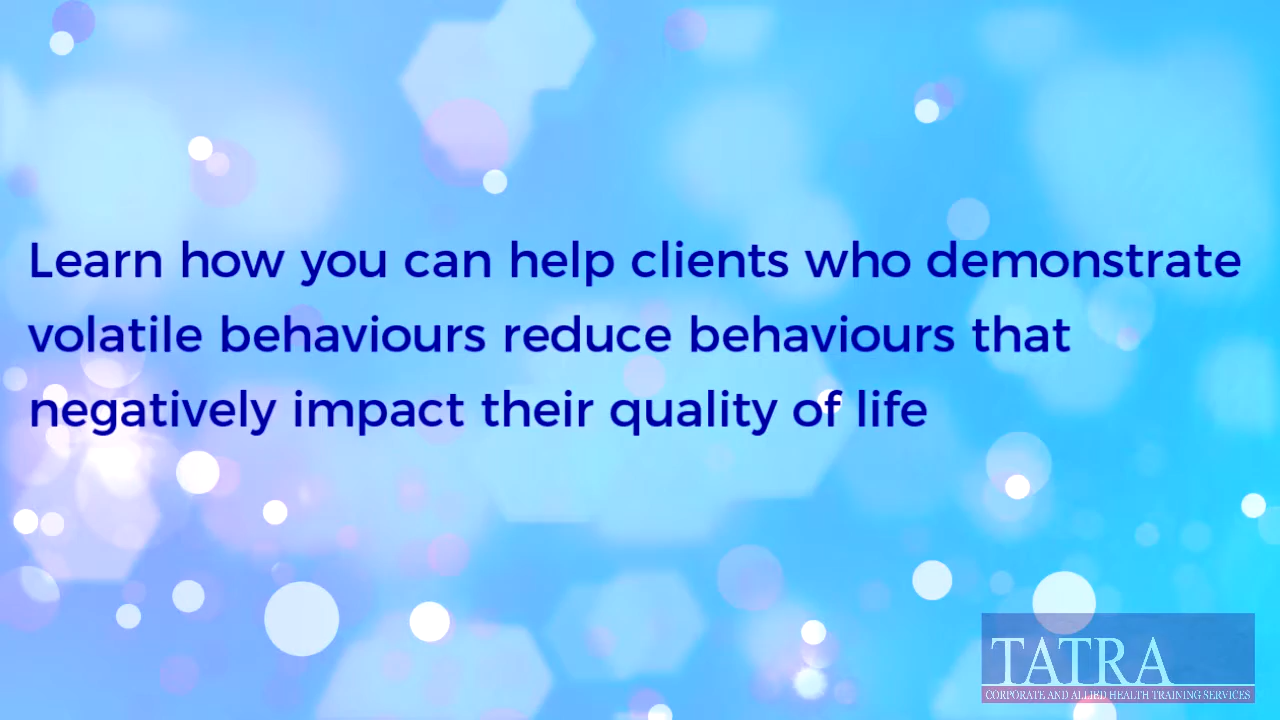 Learn how you can help clients who demonstrate
volatile behaviours reduce behaviours that
negatively impact their quality of life
TATRA
CORPORATE AND ALLIED HEALTH TRAINING SERVICES